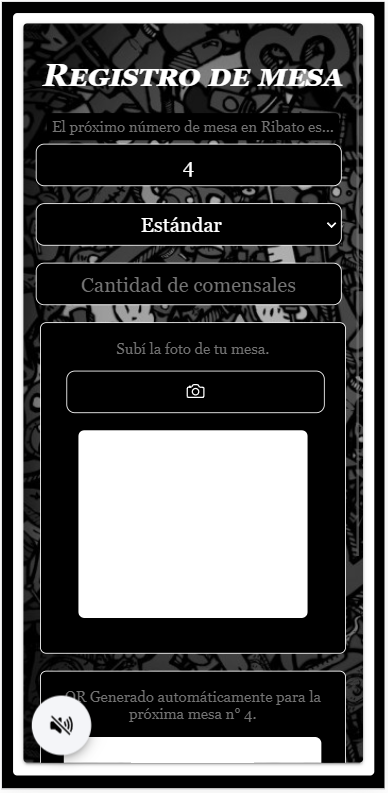 Registro de mesa
El próximo número de mesa en Ribato es...
4
Estándar
Cantidad de comensales
Subí la foto de tu mesa.
QR Generado automáticamente para la
próxima mesa n° 4.